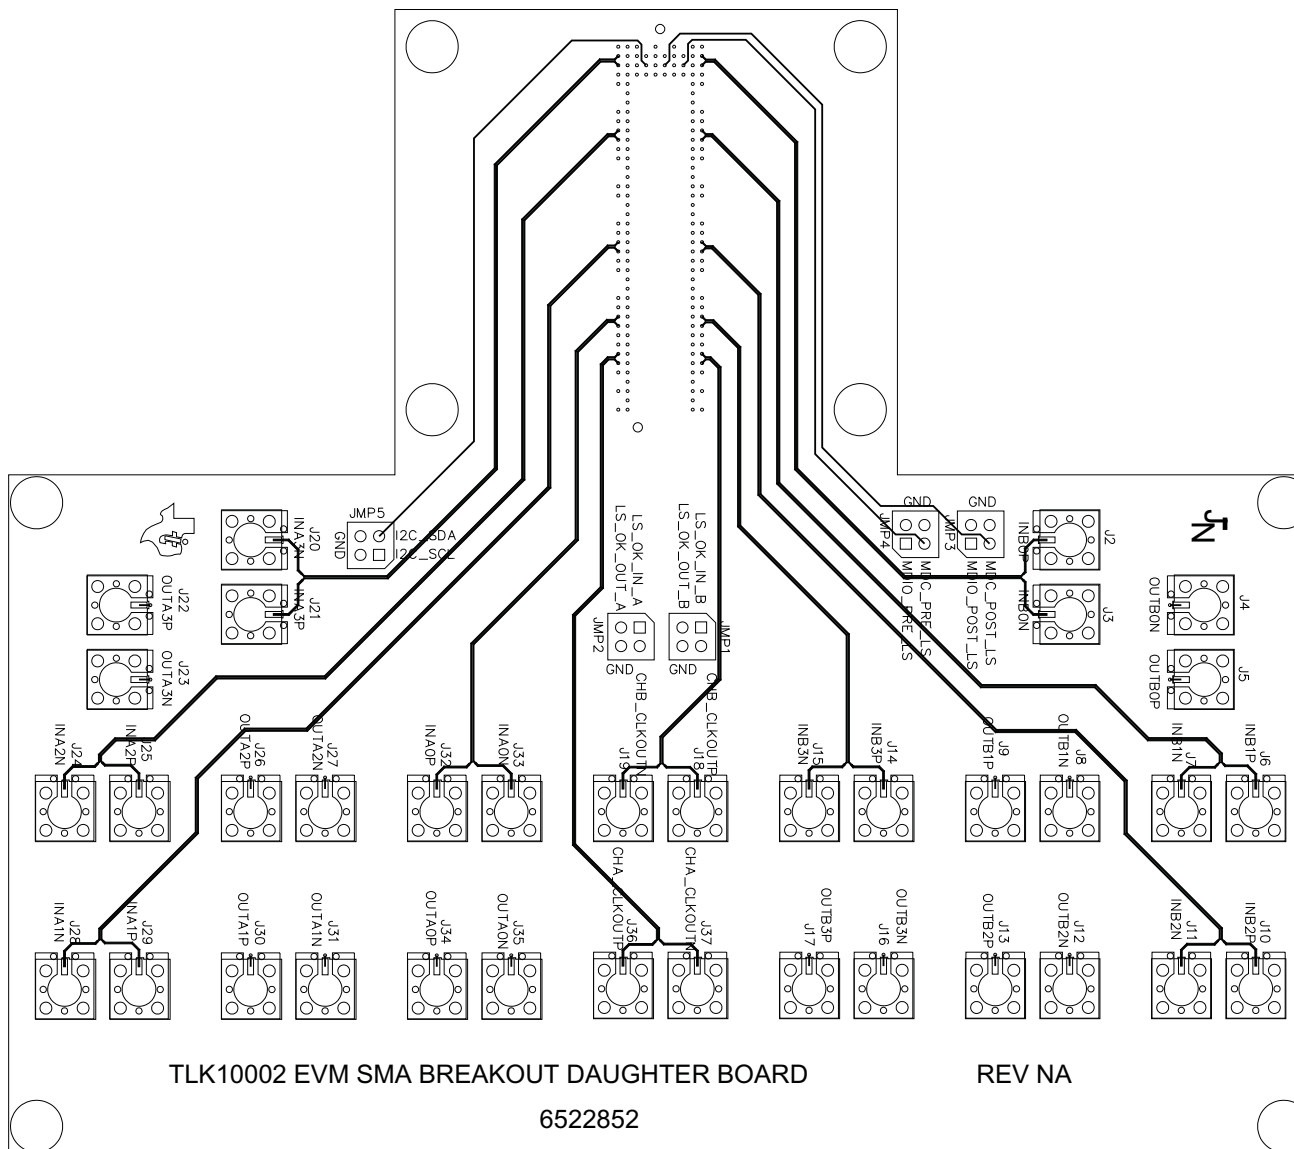 JMP5
GND
I2C_SDA
I2C_SCL
J20
INA3N
J21
INA3P
J22
OUTA3P
J23
OUTA3N
LS_OK_IN_A
LS_OK_OUT_A
JMP2
GND
LS_OK_IN_B
LS_OK_OUT_B
JMP1
GND
GND
JMP4
MDC_PRE_LS
MDIO_PRE_LS
GND
JMP3
MDC_POST_LS
MDIO_POST_LS
J2
INB0P
J3
INB0N
JN
J4
OUTB0N
J5
OUTB0P
J24
INA2N
J25
INA2P
J26
OUTA2P
J27
OUTA2N
J32
INA0P
J33
INA0N
J19
CHB_CLKOUTN
J18
CHB_CLKOUTP
J15
INB3N
J14
INB3P
J9
OUTB1P
J8
OUTB1N
J7
INB1N
J6
INB1P
J28
INA1N
J29
INA1P
J30
OUTA1P
J31
OUTA1N
J34
OUTA0P
J35
OUTA0N
J36
CHA_CLKOUTP
J37
CHA_CLKOUTN
J17
OUTB3P
J16
OUTB3N
J13
OUTB2P
J12
OUTB2N
J11
INB2N
J10
INB2P
TLK10002 EVM SMA BREAKOUT DAUGHTER BOARD
REV NA
6522852